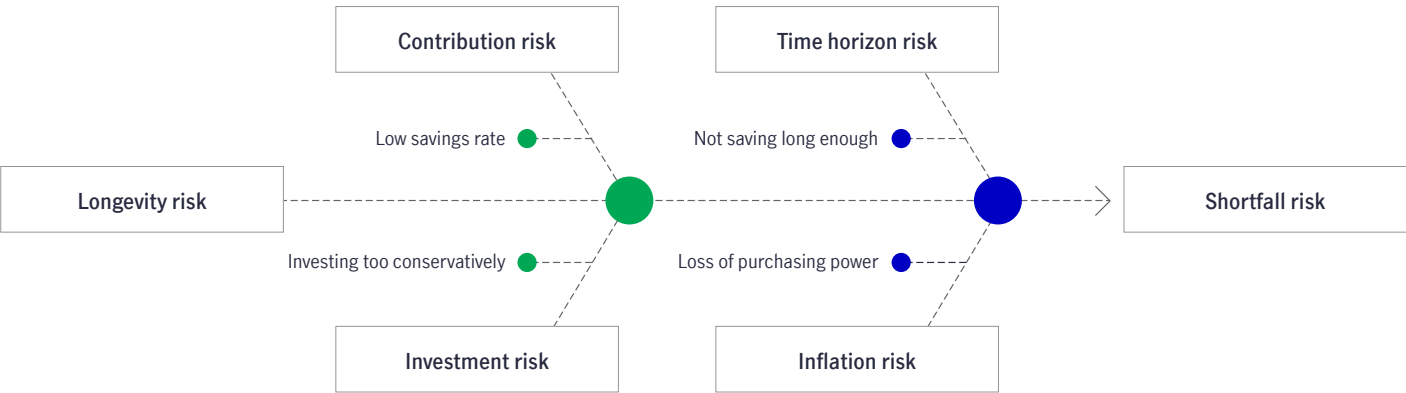 Contribution risk
Time horizon risk
Low savings rate
Not saving long enough
Longevity risk
Shortfall risk
Investing too conservatively
Loss of purchasing power
Investment risk
Inflation risk